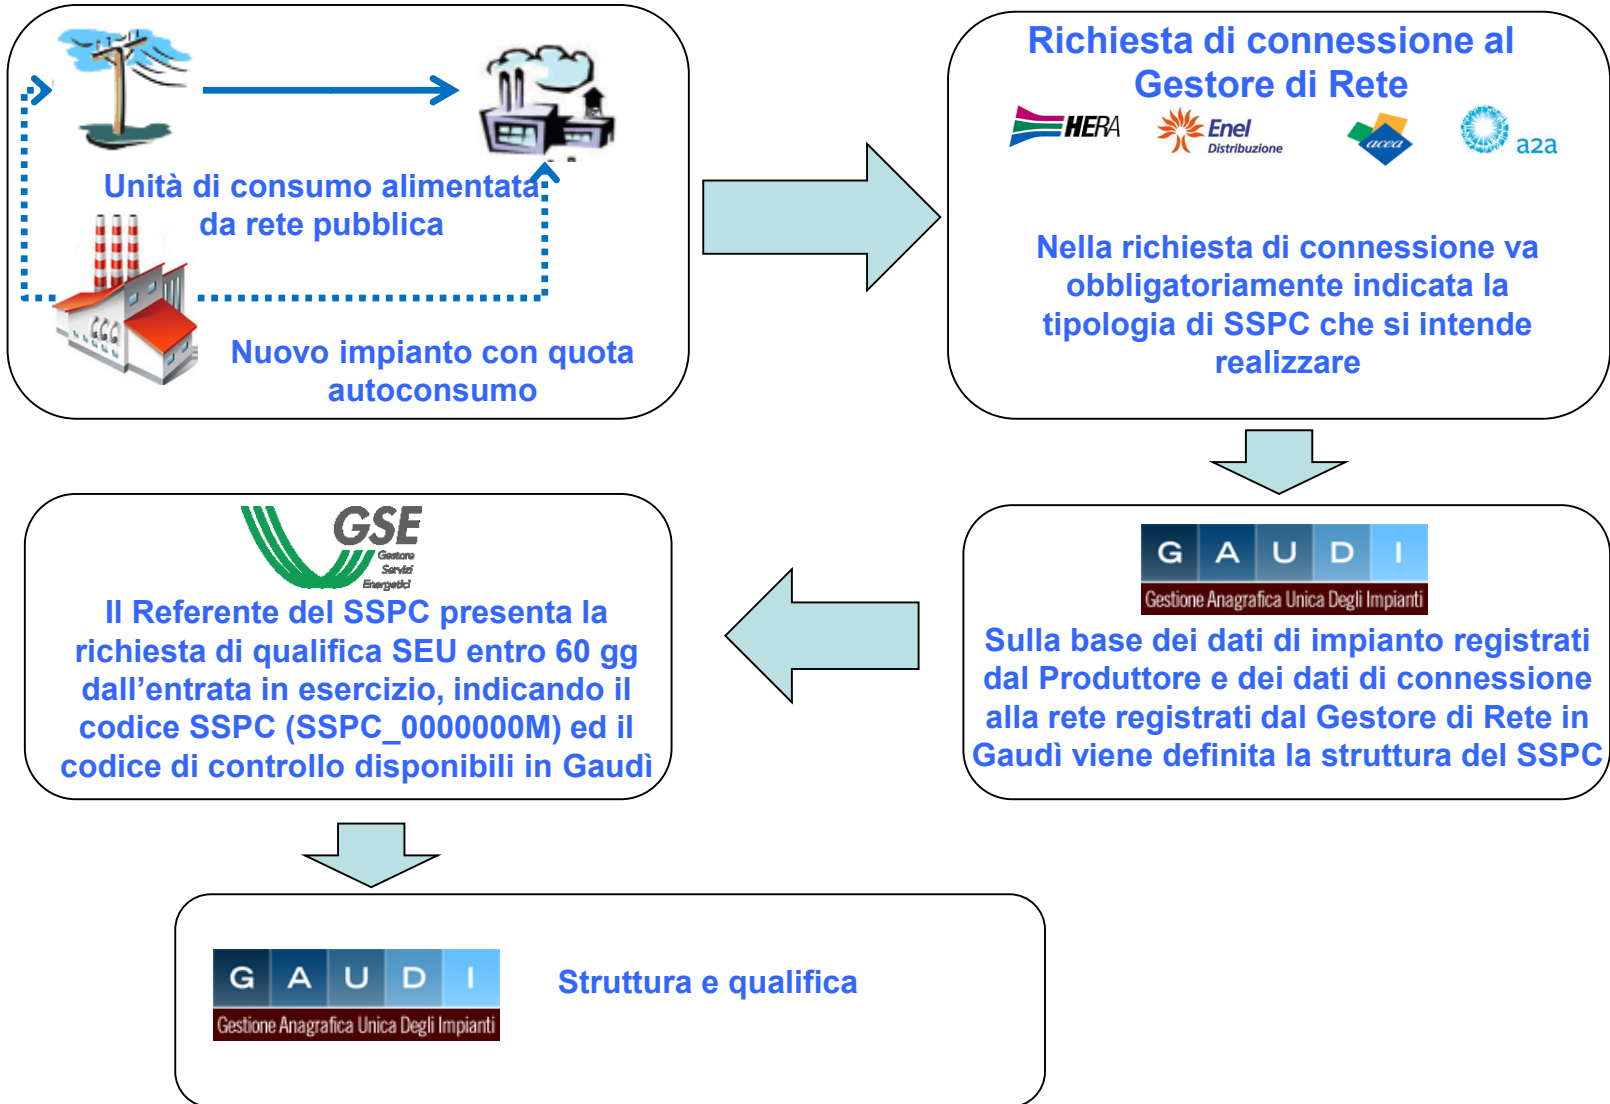 Unità di consumo alimentata
da rete pubblica
Nuovo impianto con quota
autoconsumo
Richiesta di connessione al
Gestore di Rete
HERA
Enel
Distribuzione
acea
a2a
Nella richiesta di connessione va
obbligatoriamente indicata la
tipologia di SSPC che si intende
realizzare
GAUDI
Gestione Anagrafica Unica Degli Impianti
Sulla base dei dati di impianto registrati
dal Produttore e dei dati di connessione
alla rete registrati dal Gestore di Rete in
Gaudì viene definita la struttura del SSPC
GSE
Gestore
Servizi
Energetici
Il Referente del SSPC presenta la
richiesta di qualifica SEU entro 60 gg
dall’entrata in esercizio, indicando il
codice SSPC (SSPC_0000000M) ed il
codice di controllo disponibili in Gaudì
GAUDI
Gestione Anagrafica Unica Degli Impianti
Struttura e qualifica